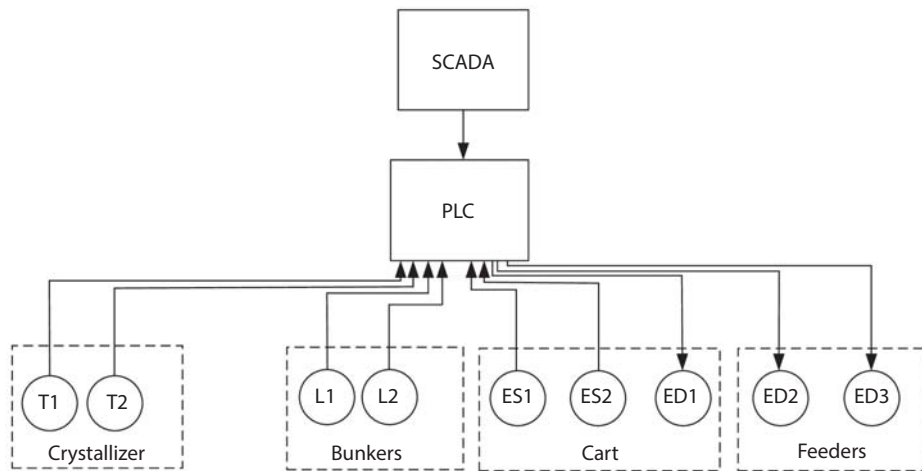 SCADA
PLC
T1
T2
L1
L2
ES1
ES2
ED1
ED2
ED3
Crystallizer
Bunkers
Cart
Feeders